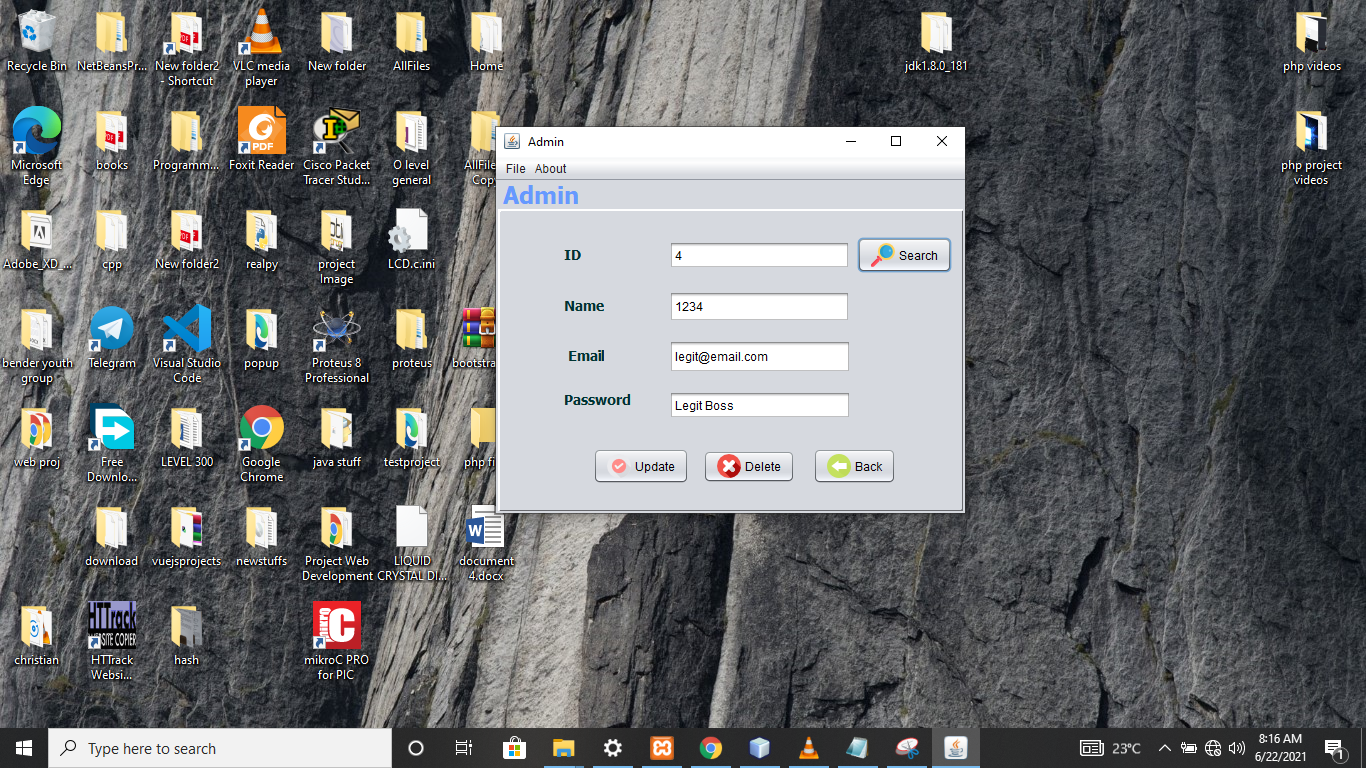 Recycle Bin
NetBeansPr...
New folder2
- Shortcut
VLC media
player
New folder
AllFiles
Home
jdk1.8.0_181
php videos
Microsoft
Edge
books
Programm...
Foxit Reader
PDF
Cisco Packet
Tracer Stud...
O level
general
AllFile
Copy
php project
videos
Adobe_XD_...
cpp
New folder2
realpy
project
Image
LCD.c.ini
bender youth
group
Telegram
Visual Studio
Code
popup
Proteus 8
Professional
proteus
bootstra
web proj
Free
Downlo...
LEVEL 300
Google
Chrome
java stuff
testproject
php fi
download
vuejsprojects
newstuffs
Project Web
Development
LIQUID
CRYSTAL DI...
document
4.docx
christian
HTTrack
WEBSITE COPIER
HTTrack
Websi...
hash
mikroC PRO
for PIC
Admin
File About
Admin
ID
4
Search
Name
1234
Email
legit@email.com
Password
Legit Boss
Update
Delete
Back
Type here to search
23°C
8:16 AM
6/22/2021
1